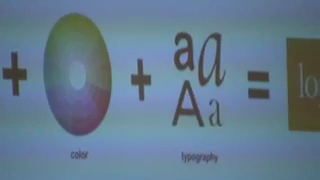 + + a a =
A a
lo
color typography